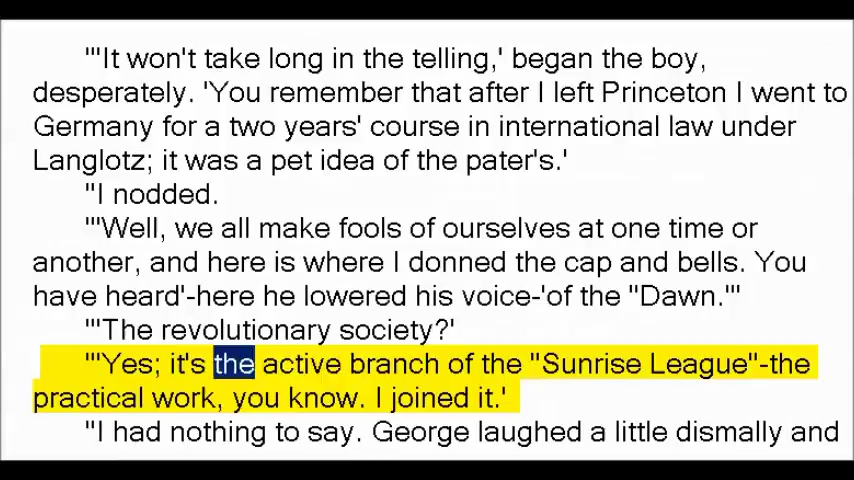 "'It won't take long in the telling,' began the boy,
desperately. 'You remember that after I left Princeton I went to
Germany for a two years' course in international law under
Langlotz; it was a pet idea of the pater's.'
"I nodded.
"'Well, we all make fools of ourselves at one time or
another, and here is where I donned the cap and bells. You
have heard'-here he lowered his voice-'of the "Dawn."'
"'The revolutionary society?'
"'Yes; it's the active branch of the "Sunrise League"-the
practical work, you know. I joined it.'
"I had nothing to say. George laughed a little dismally and